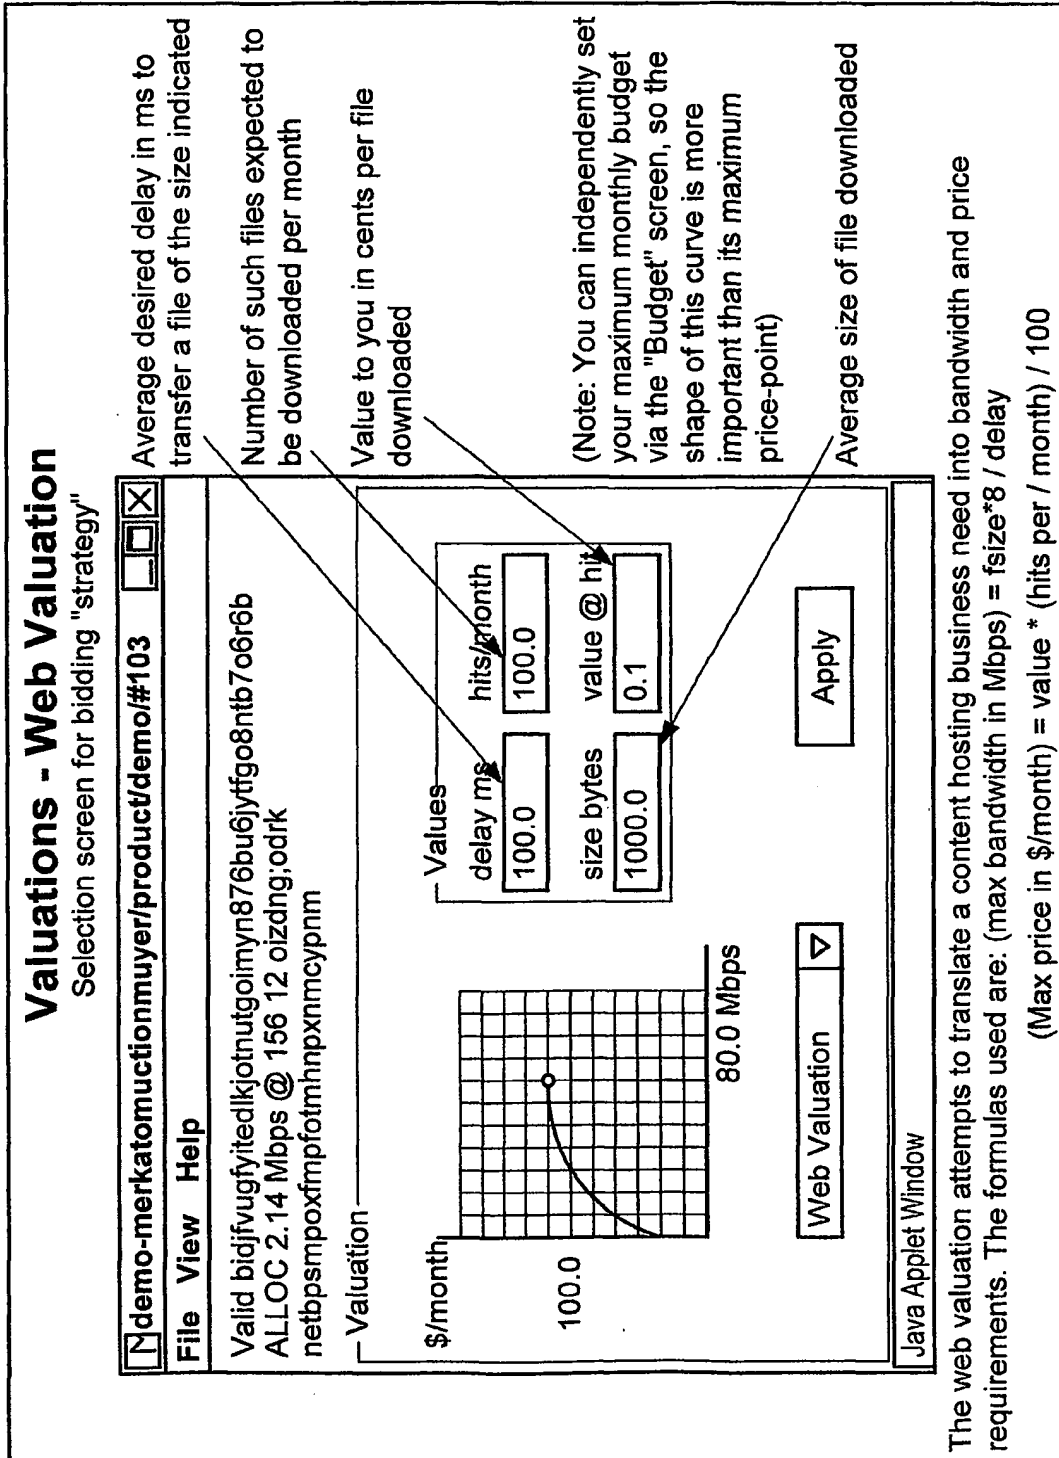 Valuations - Web Valuation
Selection screen for bidding "strategy"
demo-merkatomuctionmuyer/product/demo/#103
File View Help
Valid bidjfvugfyitedlkjotnutgoimyn876bu6jytfgo8ntb7o6r6b
ALLOC 2.14 Mbps @ 156 12 oizdng;odrk
netbpsmpoxfmpfotmhnpxnmcypnm
Valuation
$/month
100.0
80.0 Mbps
Values
delay ms
hits/month
100.0
100.0
size bytes
value @ hit
1000.0
0.1
Web Valuation
Apply
Java Applet Window
Average desired delay in ms to
transfer a file of the size indicated
Number of such files expected to
be downloaded per month
Value to you in cents per file
downloaded
(Note: You can independently set
your maximum monthly budget
via the "Budget" screen, so the
shape of this curve is more
important than its maximum
price-point)
Average size of file downloaded
The web valuation attempts to translate a content hosting business need into bandwidth and price
requirements. The formulas used are: (max bandwidth in Mbps) = fsize*8 / delay
(Max price in $/month) = value * (hits per / month) / 100